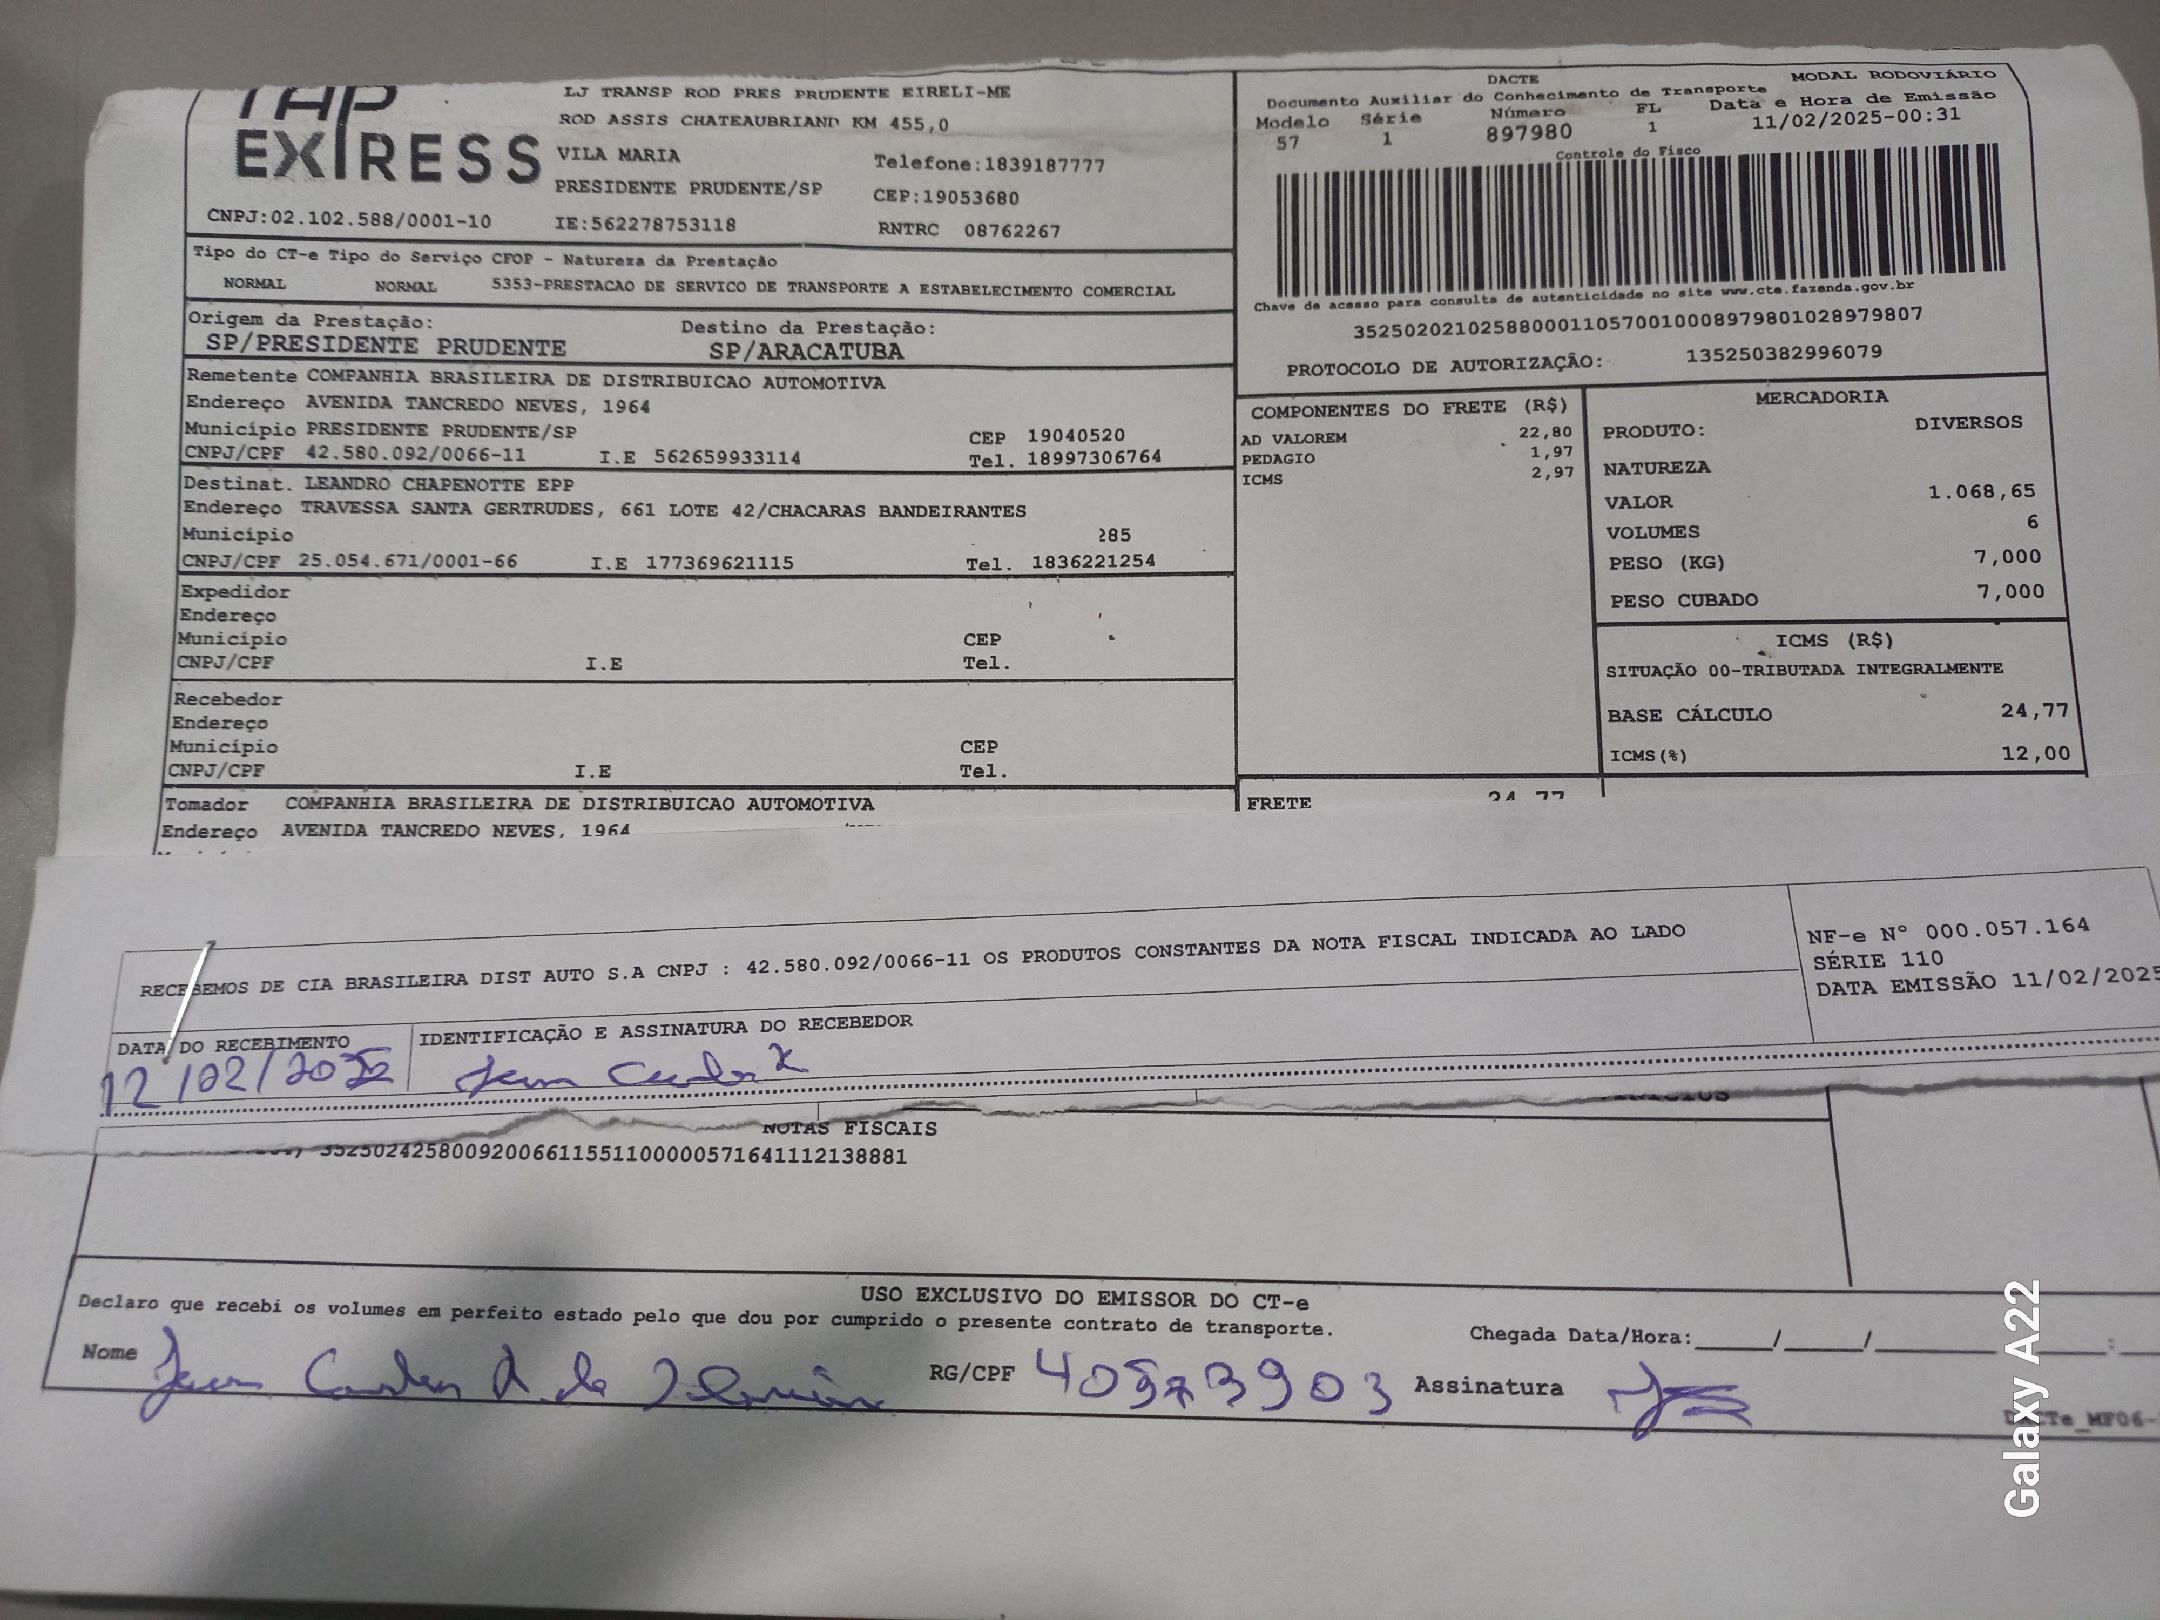 TAP
EXPRESS
LJ TRANSP ROD PRES PRUDENTE EIRELI-ME
ROD ASSIS CHATEAUBRIAND KM 455,0
VILA MARIA
Telefone:1839187777
PRESIDENTE PRUDENTE/SP
CEP:19053680
CNPJ:02.102.588/0001-10
IE:562278753118
RNTRC 08762267
DACTE
MODAL RODOVIÁRIO
Documento Auxiliar do Conhecimento de Transporte
Modelo Série Número FL Data e Hora de Emissão
57 1 897980 1 11/02/2025-00:31
Controle do Fisco
Chave de acesso para consulta de autenticidade no site www.cte.fazenda.gov.br
35250202102588000110570010008979801028979807
PROTOCOLO DE AUTORIZAÇÃO: 135250382996079
Tipo do CT-e Tipo do Serviço CFOP - Natureza da Prestação
NORMAL NORMAL 5353-PRESTACAO DE SERVICO DE TRANSPORTE A ESTABELECIMENTO COMERCIAL
Origem da Prestação: Destino da Prestação:
SP/PRESIDENTE PRUDENTE SP/ARACATUBA
Remetente COMPANHIA BRASILEIRA DE DISTRIBUICAO AUTOMOTIVA
Endereço AVENIDA TANCREDO NEVES, 1964
Município PRESIDENTE PRUDENTE/SP CEP 19040520
CNPJ/CPF 42.580.092/0066-11 I.E 562659933114 Tel. 18997306764
Destinat. LEANDRO CHAPENOTTE EPP
Endereço TRAVESSA SANTA GERTRUDES, 661 LOTE 42/CHACARAS BANDEIRANTES
Município 285
CNPJ/CPF 25.054.671/0001-66 I.E 177369621115 Tel. 1836221254
Expedidor
Endereço
Município CEP
CNPJ/CPF I.E Tel.
Recebedor
Endereço
Município CEP
CNPJ/CPF I.E Tel.
Tomador COMPANHIA BRASILEIRA DE DISTRIBUICAO AUTOMOTIVA
Endereço AVENIDA TANCREDO NEVES, 1964
COMPONENTES DO FRETE (R$)
AD VALOREM 22,80
PEDAGIO 1,97
ICMS 2,97
FRETE 24,77
MERCADORIA
PRODUTO: DIVERSOS
NATUREZA
VALOR 1.068,65
VOLUMES 6
PESO (KG) 7,000
PESO CUBADO 7,000
ICMS (R$)
SITUAÇÃO 00-TRIBUTADA INTEGRALMENTE
BASE CÁLCULO 24,77
ICMS(%) 12,00
RECEBEMOS DE CIA BRASILEIRA DIST AUTO S.A CNPJ : 42.580.092/0066-11 OS PRODUTOS CONSTANTES DA NOTA FISCAL INDICADA AO LADO
NF-e N° 000.057.164
SÉRIE 110
DATA EMISSÃO 11/02/2025
DATA DO RECEBIMENTO
IDENTIFICAÇÃO E ASSINATURA DO RECEBEDOR
12/02/20
NOTAS FISCAIS
35250242580092006611551100000571641112138881
USO EXCLUSIVO DO EMISSOR DO CT-e
Declaro que recebi os volumes em perfeito estado pelo que dou por cumprido o presente contrato de transporte.
Chegada Data/Hora:____/____/____:
Nome
RG/CPF 40573903 Assinatura
DACTe_MF06-
Galaxy A22